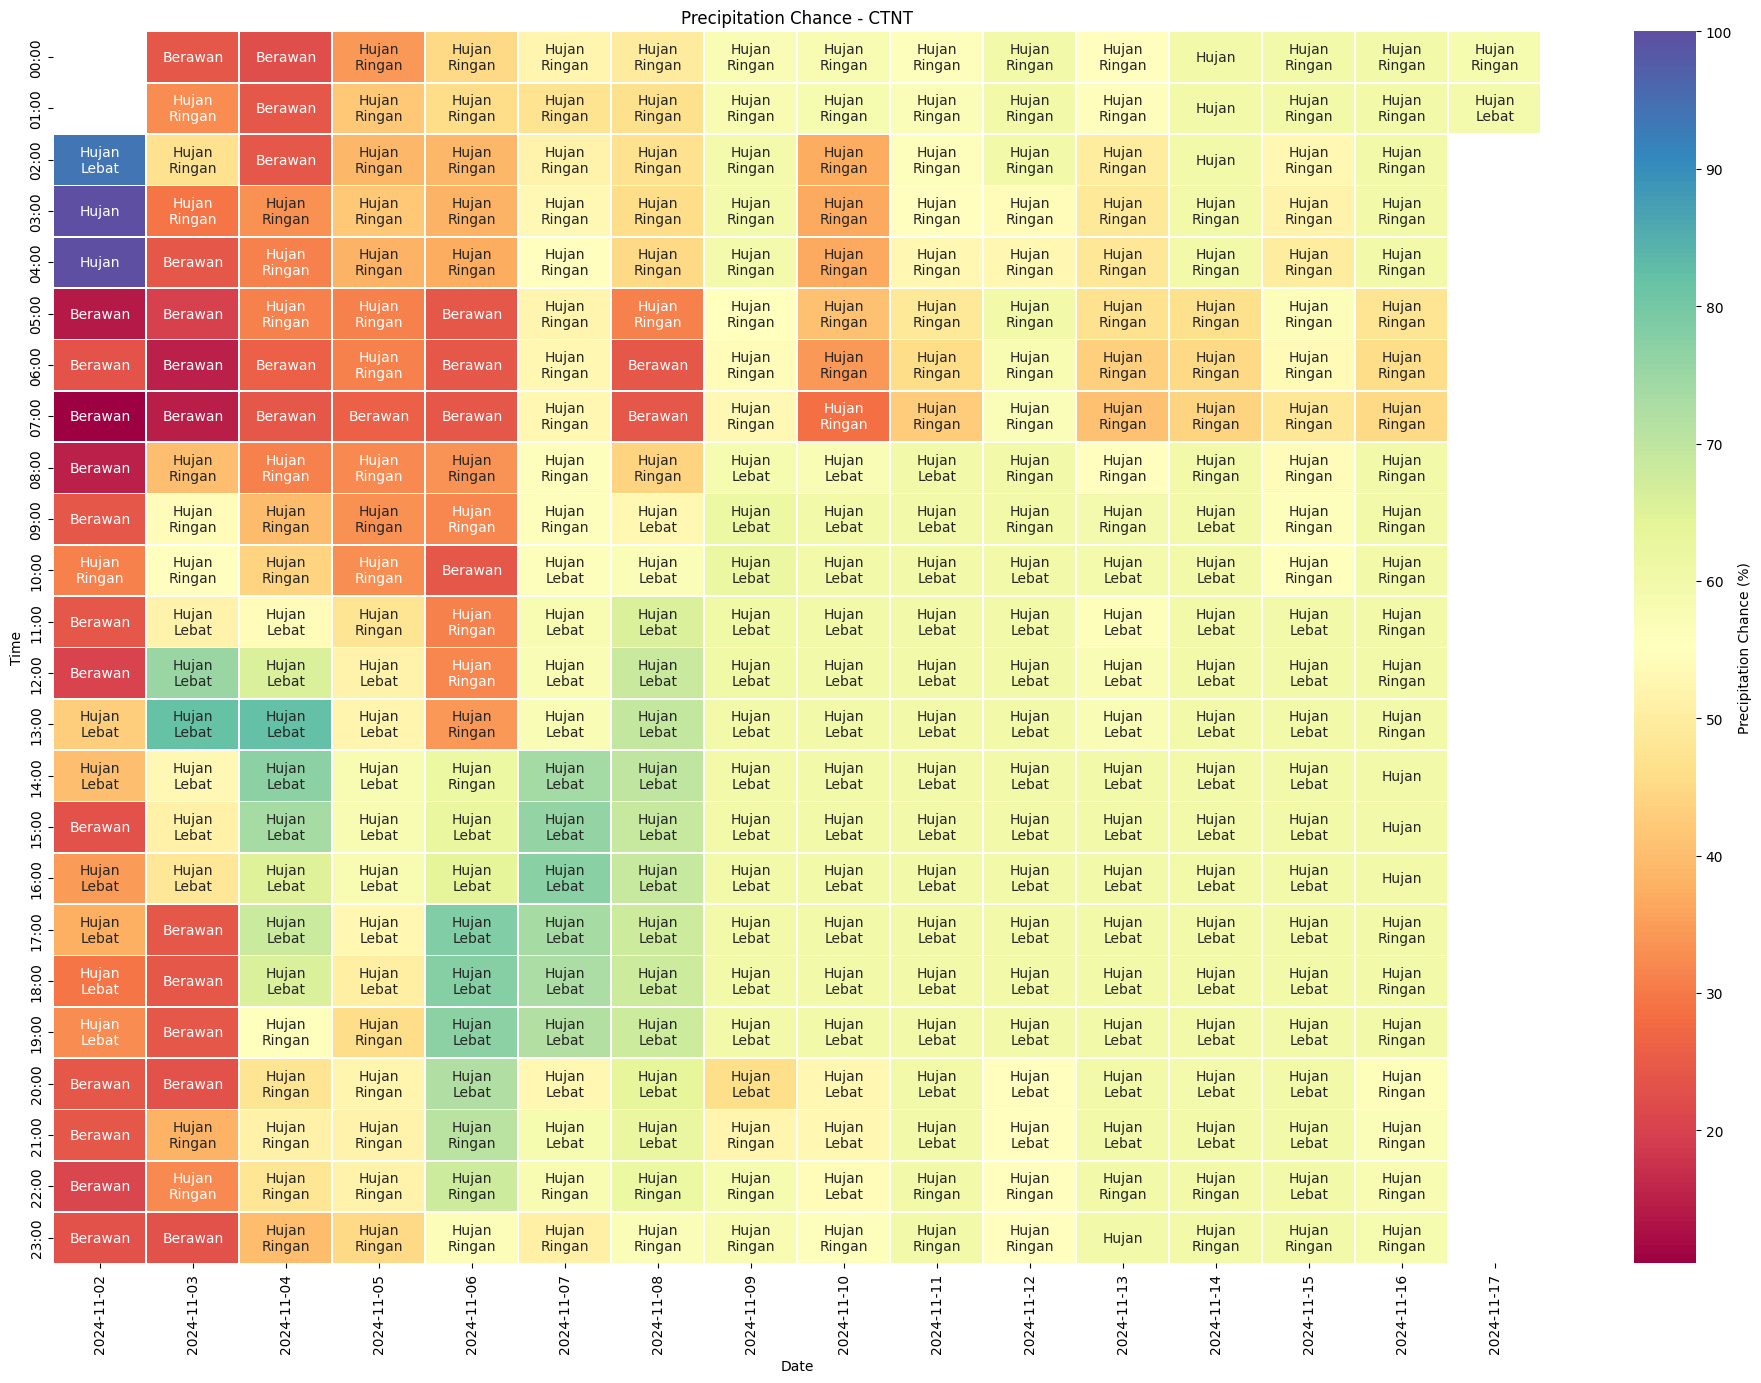 Precipitation Chance - CTNT
00:00 Berawan Berawan Hujan Ringan Hujan Ringan Hujan Ringan Hujan Ringan Hujan Ringan Hujan Ringan Hujan Ringan Hujan Ringan Hujan Ringan Hujan Hujan Ringan Hujan Ringan Hujan Ringan
01:00 Hujan Ringan Berawan Hujan Ringan Hujan Ringan Hujan Ringan Hujan Ringan Hujan Ringan Hujan Ringan Hujan Ringan Hujan Ringan Hujan Ringan Hujan Hujan Ringan Hujan Ringan Hujan Lebat
02:00 Hujan Lebat Hujan Ringan Berawan Hujan Ringan Hujan Ringan Hujan Ringan Hujan Ringan Hujan Ringan Hujan Ringan Hujan Ringan Hujan Ringan Hujan Ringan Hujan Hujan Ringan Hujan Ringan
03:00 Hujan Hujan Ringan Hujan Ringan Hujan Ringan Hujan Ringan Hujan Ringan Hujan Ringan Hujan Ringan Hujan Ringan Hujan Ringan Hujan Ringan Hujan Ringan Hujan Ringan Hujan Ringan Hujan Ringan
04:00 Hujan Berawan Hujan Ringan Hujan Ringan Hujan Ringan Hujan Ringan Hujan Ringan Hujan Ringan Hujan Ringan Hujan Ringan Hujan Ringan Hujan Ringan Hujan Ringan Hujan Ringan Hujan Ringan
05:00 Berawan Berawan Hujan Ringan Hujan Ringan Berawan Hujan Ringan Hujan Ringan Hujan Ringan Hujan Ringan Hujan Ringan Hujan Ringan Hujan Ringan Hujan Ringan Hujan Ringan Hujan Ringan
06:00 Berawan Berawan Berawan Hujan Ringan Berawan Hujan Ringan Berawan Hujan Ringan Hujan Ringan Hujan Ringan Hujan Ringan Hujan Ringan Hujan Ringan Hujan Ringan Hujan Ringan
07:00 Berawan Berawan Berawan Berawan Berawan Hujan Ringan Berawan Hujan Ringan Hujan Ringan Hujan Ringan Hujan Ringan Hujan Ringan Hujan Ringan Hujan Ringan Hujan Ringan
08:00 Berawan Hujan Ringan Hujan Ringan Hujan Ringan Hujan Ringan Hujan Ringan Hujan Ringan Hujan Lebat Hujan Lebat Hujan Lebat Hujan Ringan Hujan Ringan Hujan Ringan Hujan Ringan Hujan Ringan
09:00 Berawan Hujan Ringan Hujan Ringan Hujan Ringan Hujan Ringan Hujan Ringan Hujan Lebat Hujan Lebat Hujan Lebat Hujan Lebat Hujan Ringan Hujan Ringan Hujan Lebat Hujan Ringan Hujan Ringan
10:00 Hujan Ringan Hujan Ringan Hujan Ringan Hujan Ringan Berawan Hujan Lebat Hujan Lebat Hujan Lebat Hujan Lebat Hujan Lebat Hujan Lebat Hujan Lebat Hujan Lebat Hujan Ringan Hujan Ringan
11:00 Berawan Hujan Lebat Hujan Lebat Hujan Ringan Hujan Ringan Hujan Lebat Hujan Lebat Hujan Lebat Hujan Lebat Hujan Lebat Hujan Lebat Hujan Lebat Hujan Lebat Hujan Lebat Hujan Ringan
12:00 Berawan Hujan Lebat Hujan Lebat Hujan Lebat Hujan Ringan Hujan Lebat Hujan Lebat Hujan Lebat Hujan Lebat Hujan Lebat Hujan Lebat Hujan Lebat Hujan Lebat Hujan Lebat Hujan Ringan
13:00 Hujan Lebat Hujan Lebat Hujan Lebat Hujan Lebat Hujan Ringan Hujan Lebat Hujan Lebat Hujan Lebat Hujan Lebat Hujan Lebat Hujan Lebat Hujan Lebat Hujan Lebat Hujan Lebat Hujan Ringan
14:00 Hujan Lebat Hujan Lebat Hujan Lebat Hujan Lebat Hujan Ringan Hujan Lebat Hujan Lebat Hujan Lebat Hujan Lebat Hujan Lebat Hujan Lebat Hujan Lebat Hujan Lebat Hujan Lebat Hujan
15:00 Berawan Hujan Lebat Hujan Lebat Hujan Lebat Hujan Lebat Hujan Lebat Hujan Lebat Hujan Lebat Hujan Lebat Hujan Lebat Hujan Lebat Hujan Lebat Hujan Lebat Hujan Lebat Hujan
16:00 Hujan Lebat Hujan Lebat Hujan Lebat Hujan Lebat Hujan Lebat Hujan Lebat Hujan Lebat Hujan Lebat Hujan Lebat Hujan Lebat Hujan Lebat Hujan Lebat Hujan Lebat Hujan Lebat Hujan
17:00 Hujan Lebat Berawan Hujan Lebat Hujan Lebat Hujan Lebat Hujan Lebat Hujan Lebat Hujan Lebat Hujan Lebat Hujan Lebat Hujan Lebat Hujan Lebat Hujan Lebat Hujan Lebat Hujan Ringan
18:00 Hujan Lebat Berawan Hujan Lebat Hujan Lebat Hujan Lebat Hujan Lebat Hujan Lebat Hujan Lebat Hujan Lebat Hujan Lebat Hujan Lebat Hujan Lebat Hujan Lebat Hujan Lebat Hujan Ringan
19:00 Hujan Lebat Berawan Hujan Ringan Hujan Ringan Hujan Lebat Hujan Lebat Hujan Lebat Hujan Lebat Hujan Lebat Hujan Lebat Hujan Lebat Hujan Lebat Hujan Lebat Hujan Lebat Hujan Ringan
20:00 Berawan Berawan Hujan Ringan Hujan Ringan Hujan Lebat Hujan Lebat Hujan Lebat Hujan Lebat Hujan Lebat Hujan Lebat Hujan Lebat Hujan Lebat Hujan Lebat Hujan Lebat Hujan Ringan
21:00 Berawan Hujan Ringan Hujan Ringan Hujan Ringan Hujan Ringan Hujan Lebat Hujan Lebat Hujan Ringan Hujan Lebat Hujan Lebat Hujan Lebat Hujan Lebat Hujan Lebat Hujan Lebat Hujan Ringan
22:00 Berawan Hujan Ringan Hujan Ringan Hujan Ringan Hujan Ringan Hujan Ringan Hujan Ringan Hujan Ringan Hujan Lebat Hujan Ringan Hujan Ringan Hujan Ringan Hujan Ringan Hujan Lebat Hujan Ringan
23:00 Berawan Berawan Hujan Ringan Hujan Ringan Hujan Ringan Hujan Ringan Hujan Ringan Hujan Ringan Hujan Ringan Hujan Ringan Hujan Ringan Hujan Hujan Ringan Hujan Ringan Hujan Ringan
Time
2024-11-02 2024-11-03 2024-11-04 2024-11-05 2024-11-06 2024-11-07 2024-11-08 2024-11-09 2024-11-10 2024-11-11 2024-11-12 2024-11-13 2024-11-14 2024-11-15 2024-11-16 2024-11-17
Date
100
90
80
70
60
50
40
30
20
Precipitation Chance (%)